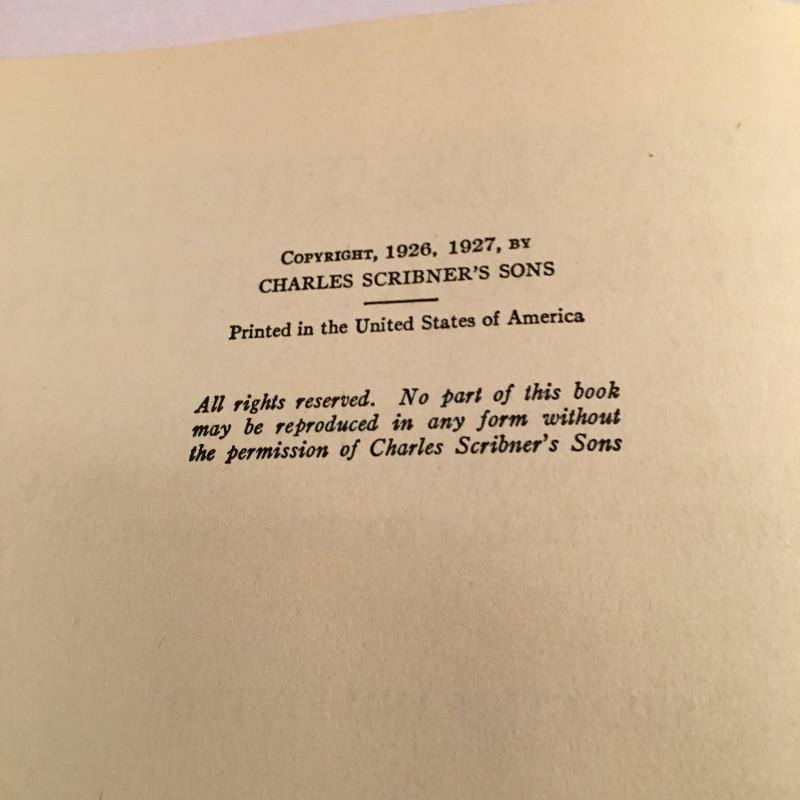 COPYRIGHT, 1926, 1927, BY
CHARLES SCRIBNER'S SONS
Printed in the United States of America
All rights reserved. No part of this book
may be reproduced in any form without
the permission of Charles Scribner's Sons